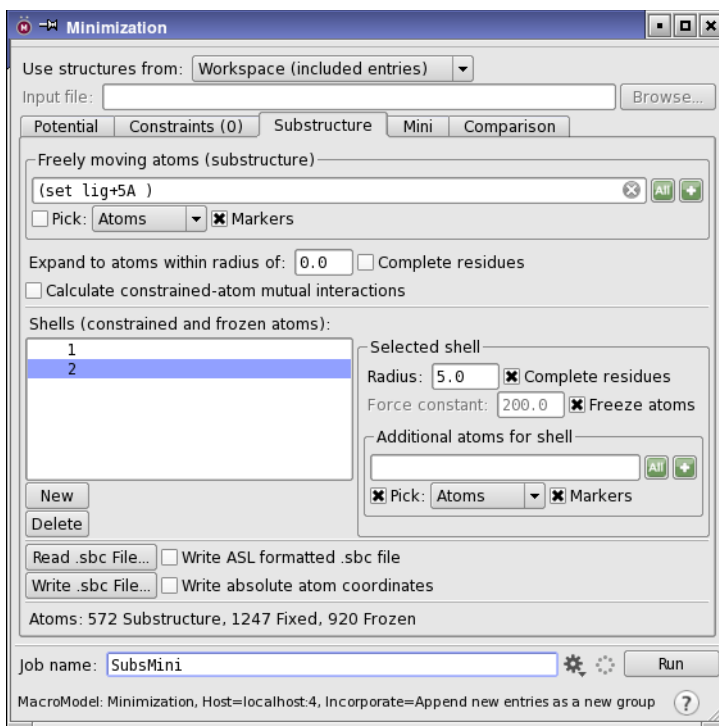 Minimization
Use structures from: Workspace (included entries)
Input file: Browse...
Potential Constraints (0) Substructure Mini Comparison
Freely moving atoms (substructure)
(set lig+5A ) All
Pick: Atoms Markers
Expand to atoms within radius of: 0.0 Complete residues
Calculate constrained-atom mutual interactions
Shells (constrained and frozen atoms):
1
2
Selected shell
Radius: 5.0 Complete residues
Force constant: 200.0 Freeze atoms
Additional atoms for shell
All
Pick: Atoms Markers
New
Delete
Read .sbc File... Write ASL formatted .sbc file
Write .sbc File... Write absolute atom coordinates
Atoms: 572 Substructure, 1247 Fixed, 920 Frozen
Job name: SubsMini Run
MacroModel: Minimization, Host=localhost:4, Incorporate=Append new entries as a new group ?